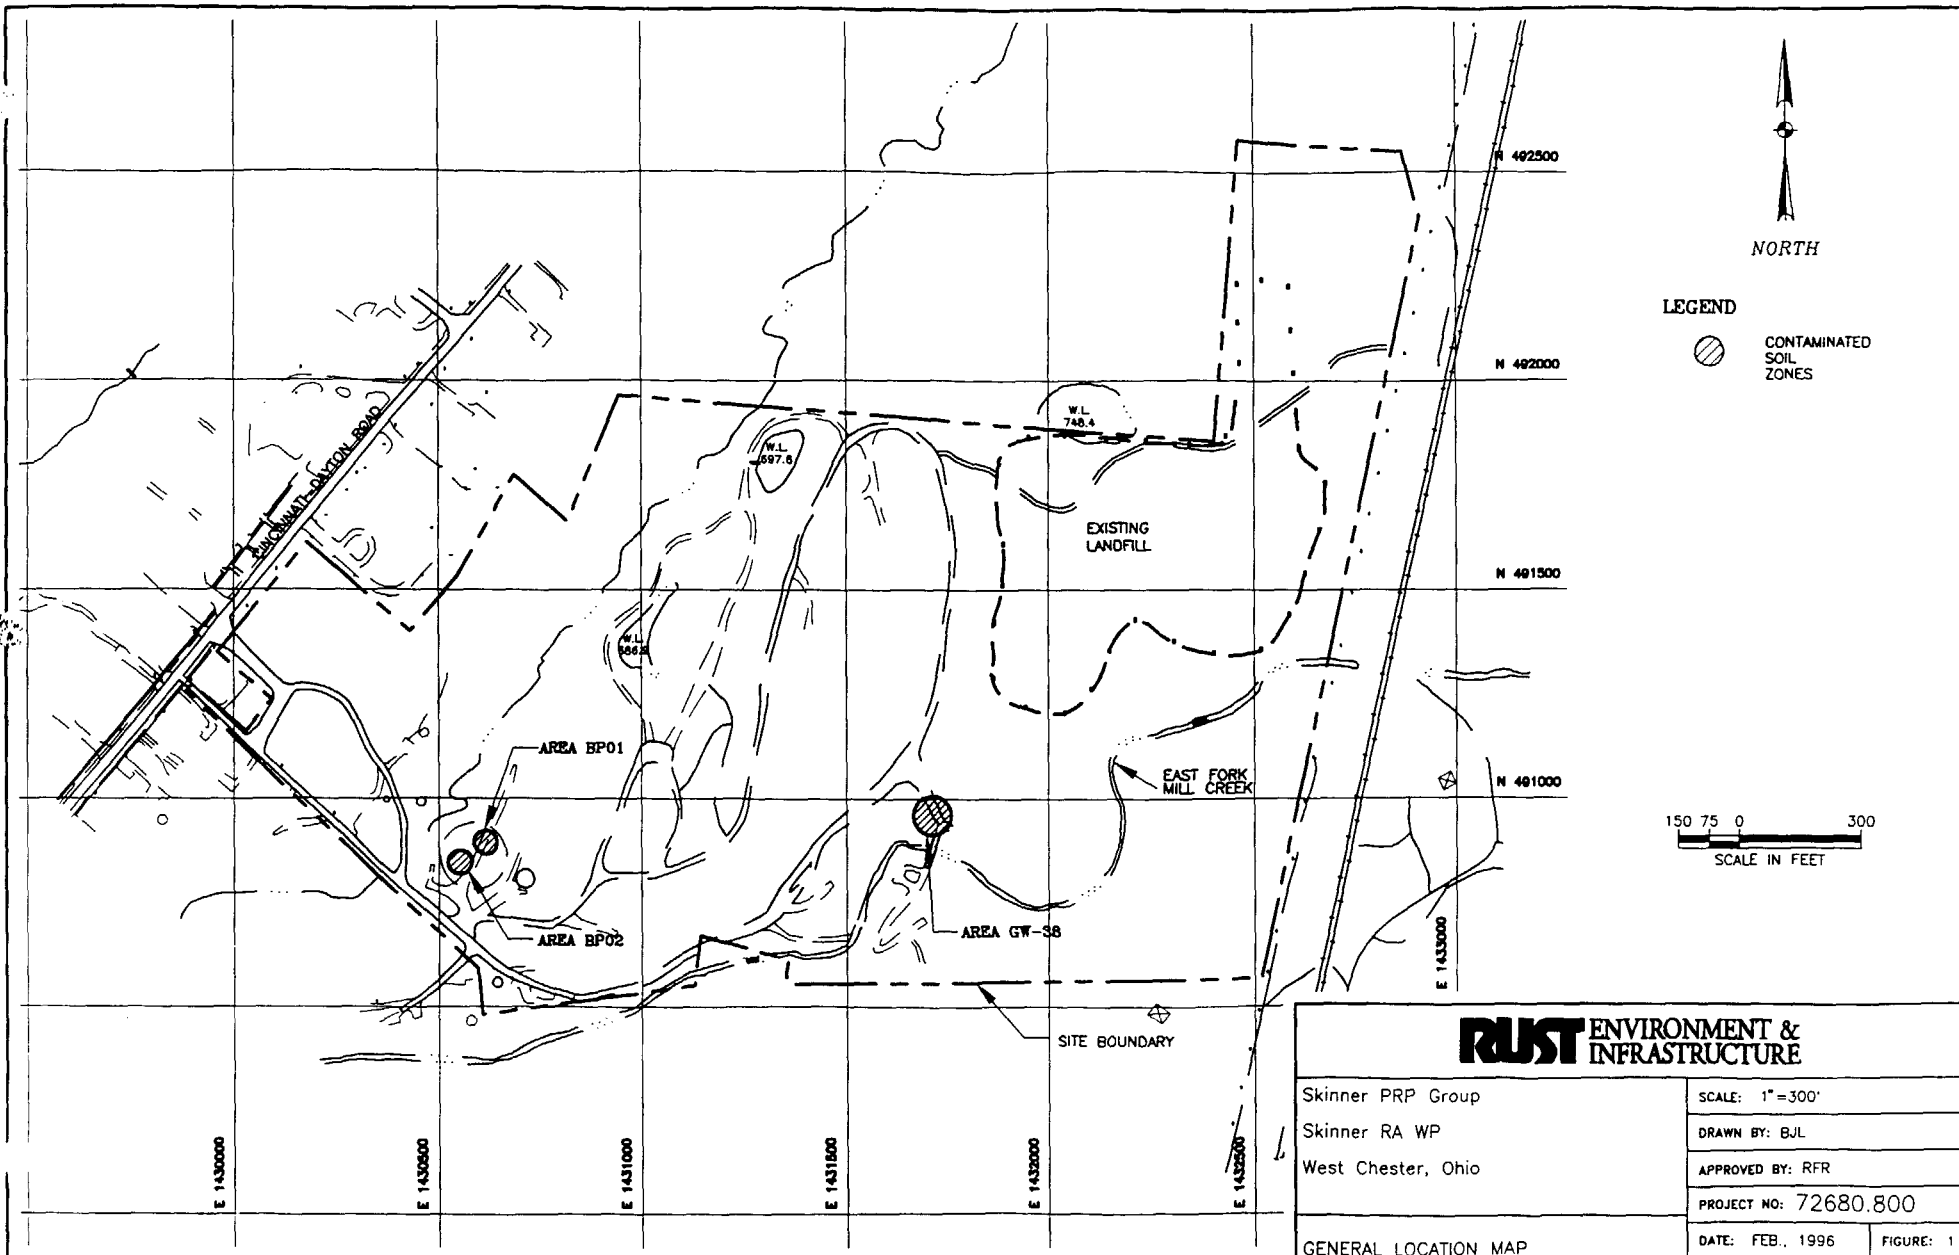 N 492500
NORTH
LEGEND
CONTAMINATED
SOIL
ZONES
N 492000
CINCINNATI-DAYTON ROAD
W.L.
748.4
W.L.
597.6
EXISTING
LANDFILL
N 491500
W.L.
AREA BP01
EAST FORK
MILL CREEK
N 491000
150 75 0 300
SCALE IN FEET
AREA BP02
AREA GW-38
E 1433000
SITE BOUNDARY
E 1430000
E 1430500
E 1431000
E 1431500
E 1432000
E 1432500
RUST ENVIRONMENT &
INFRASTRUCTURE
Skinner PRP Group
Skinner RA WP
West Chester, Ohio
GENERAL LOCATION MAP
SCALE: 1"=300'
DRAWN BY: BJL
APPROVED BY: RFR
PROJECT NO: 72680.800
DATE: FEB., 1996
FIGURE: 1